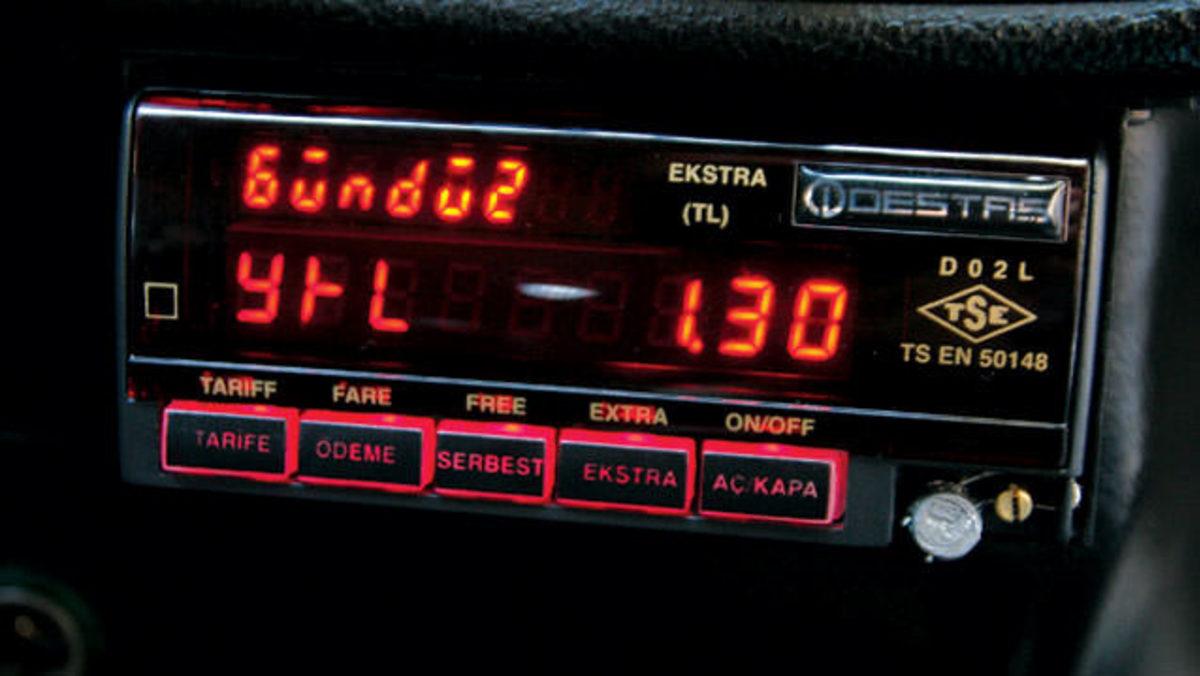 Gündüz
EKSTRA
(TL)
DESTAS
YTL 1.30
D02L
TSE
TS EN 50148
TARIFF FARE FREE EXTRA ON/OFF
TARİFE ÖDEME SERBEST EKSTRA AÇ/KAPA